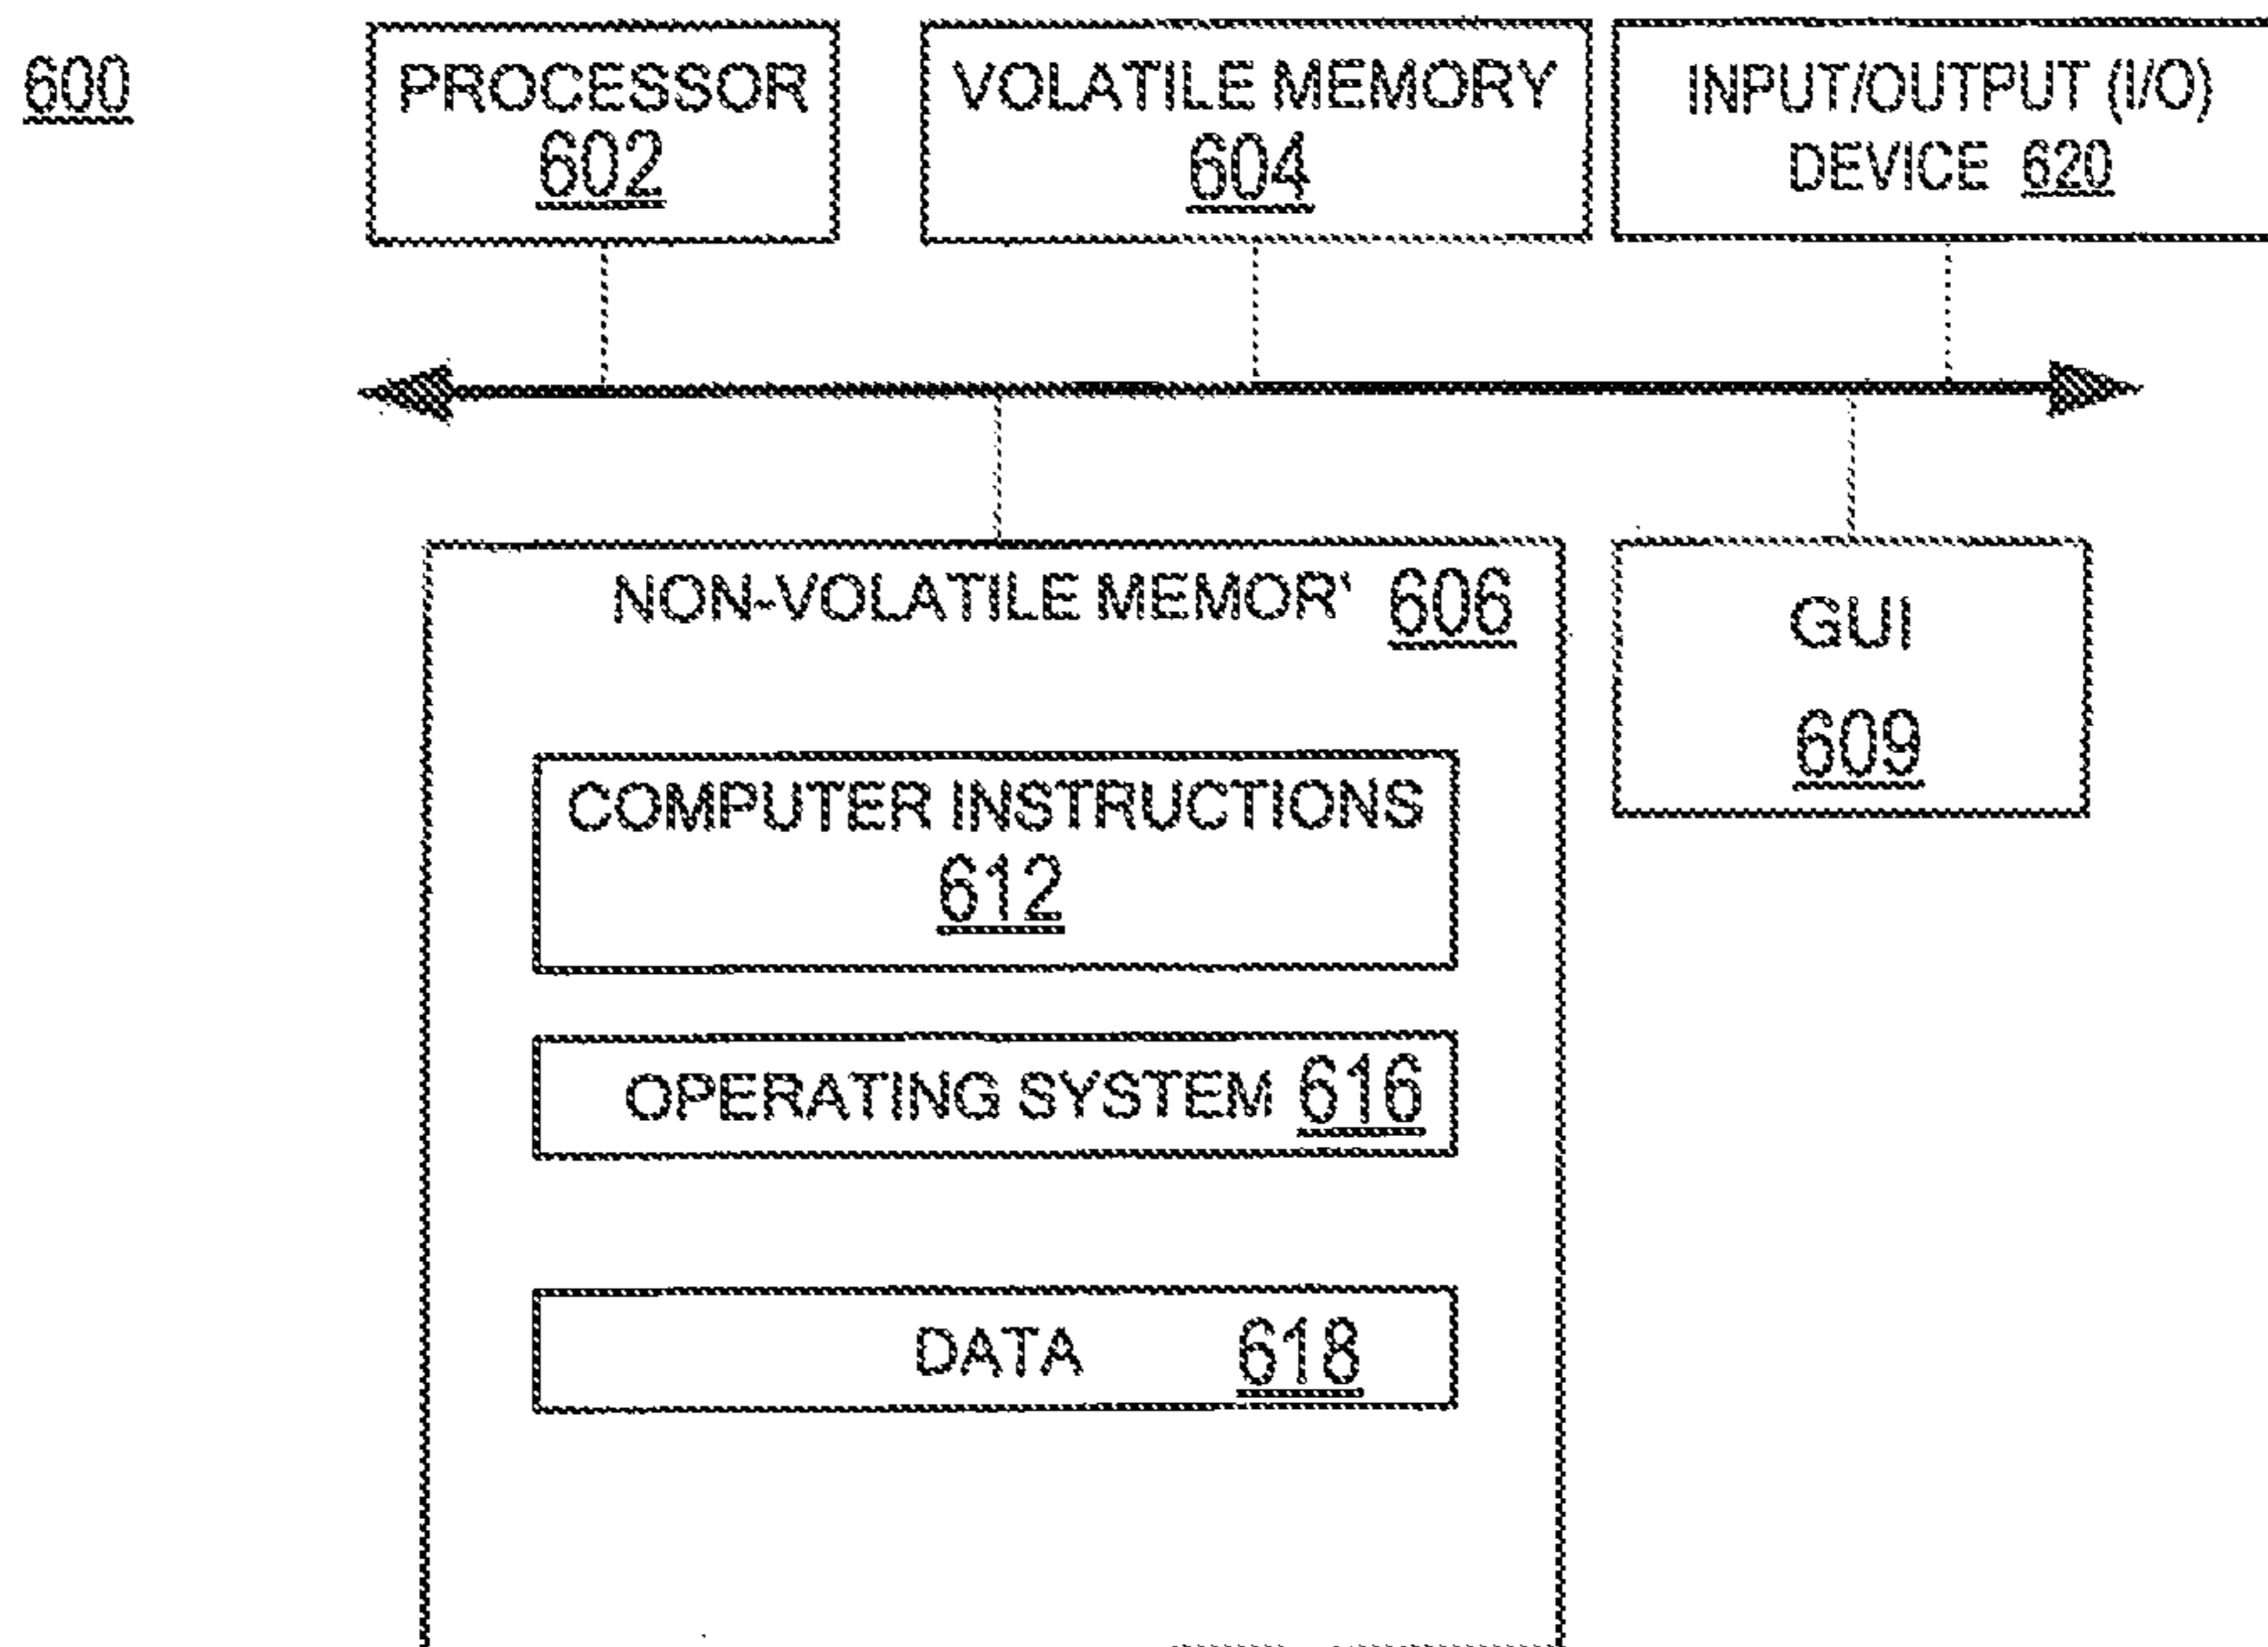 600
PROCESSOR
602
VOLATILE MEMORY
604
INPUT/OUTPUT (I/O)
DEVICE 620
NON-VOLATILE MEMOR' 606
COMPUTER INSTRUCTIONS
612
OPERATING SYSTEM 616
DATA 618
GUI
609